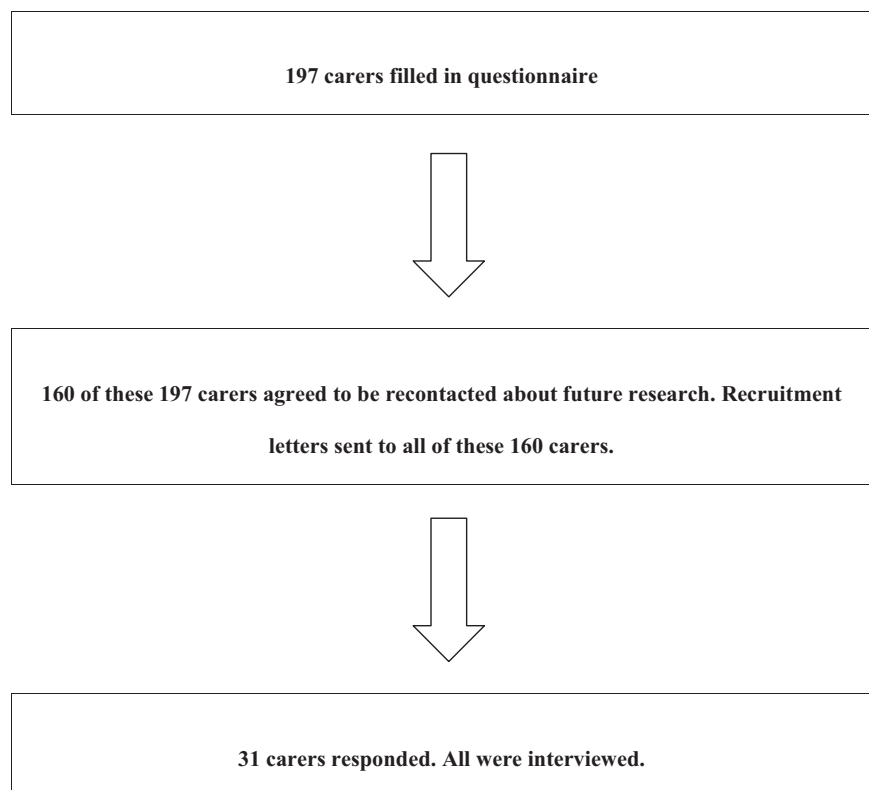 197 carers filled in questionnaire
160 of these 197 carers agreed to be recontacted about future research. Recruitment
letters sent to all of these 160 carers.
31 carers responded. All were interviewed.